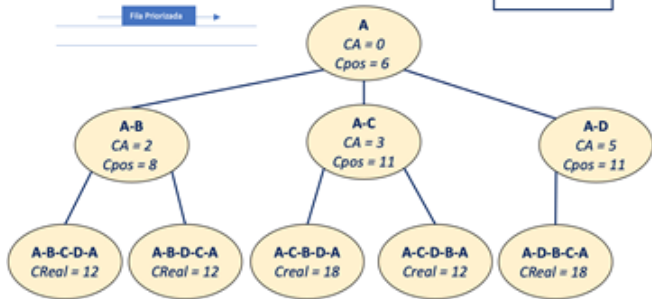 Fila Priorizada
A
CA = 0
Cpos = 6
A-B
CA = 2
Cpos = 8
A-C
CA = 3
Cpos = 11
A-D
CA = 5
Cpos = 11
A-B-C-D-A
CReal = 12
A-B-D-C-A
CReal = 12
A-C-B-D-A
Creal = 18
A-C-D-B-A
Creal = 12
A-D-B-C-A
CReal = 18